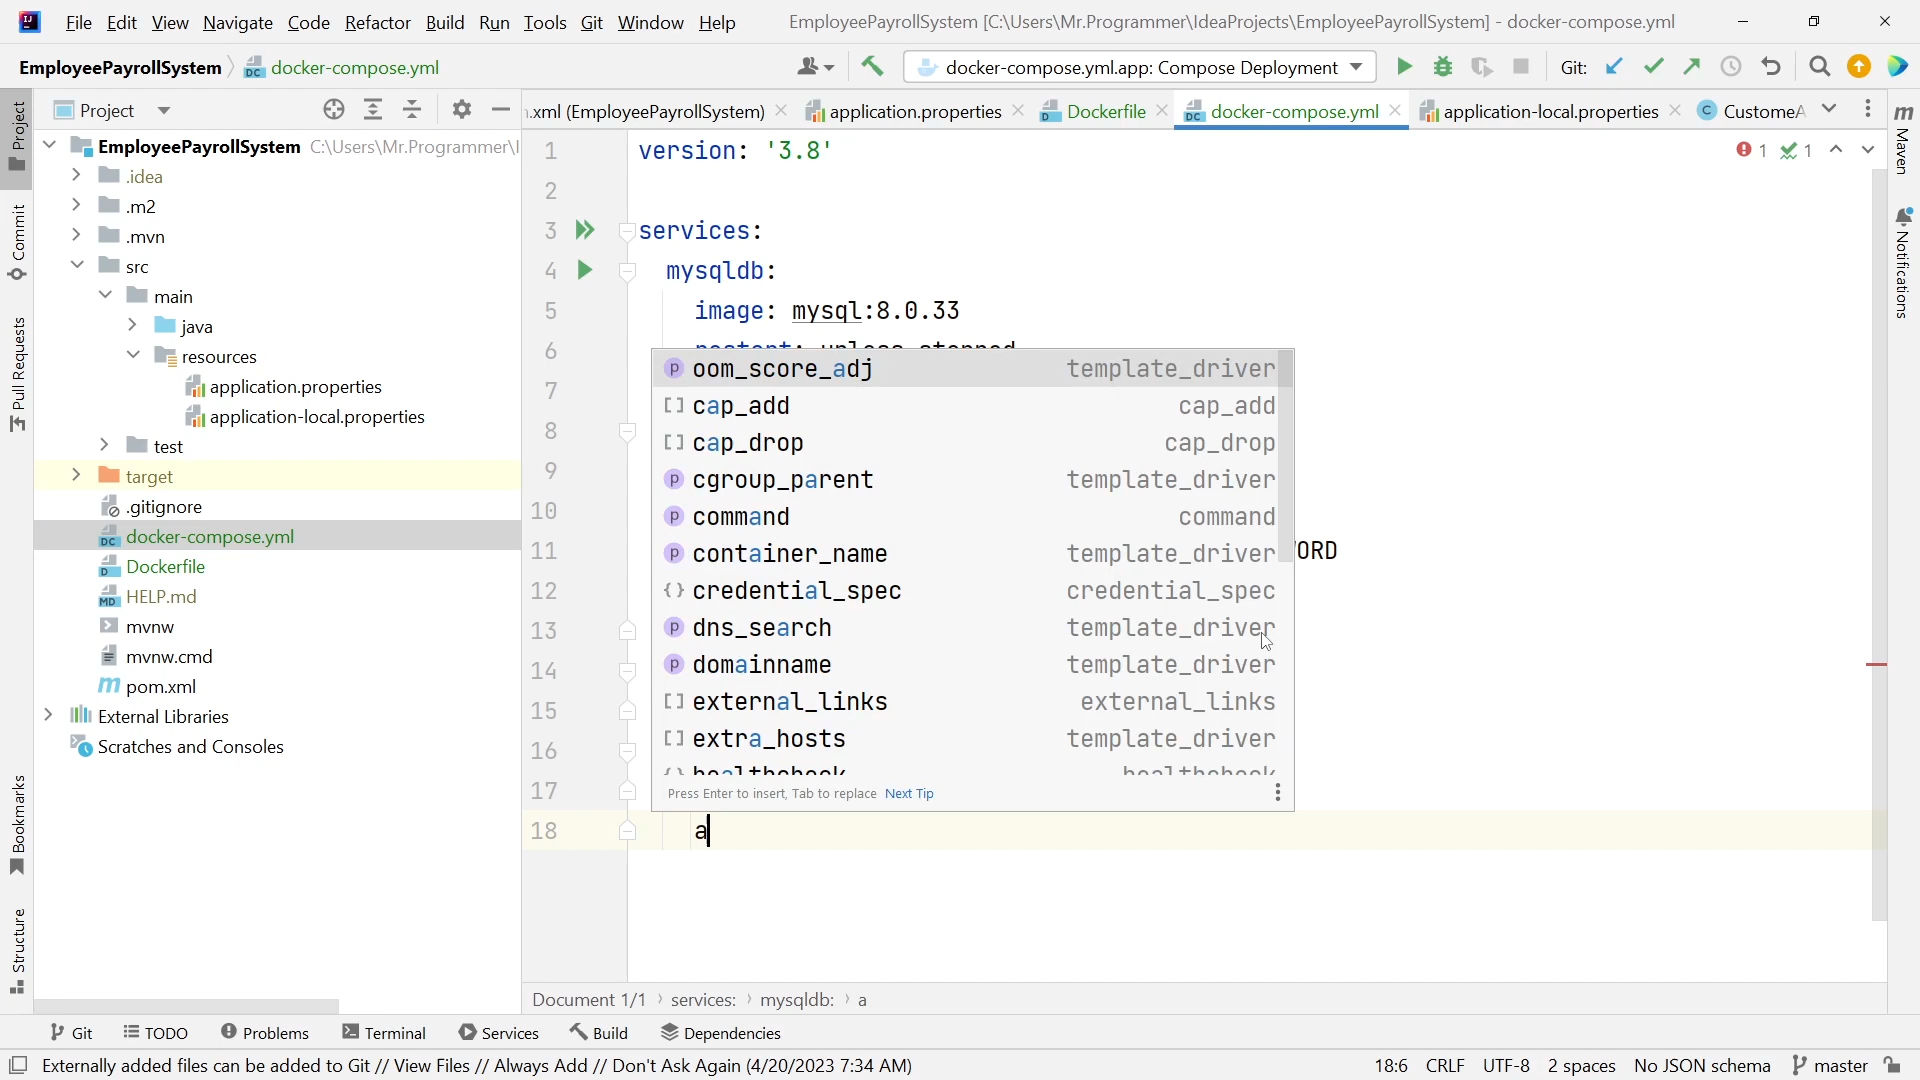 File Edit View Navigate Code Refactor Build Run Tools Git Window Help EmployeePayrollSystem [C:\Users\Mr.Programmer\IdeaProjects\EmployeePayrollSystem] - docker-compose.yml
EmployeePayrollSystem docker-compose.yml docker-compose.yml.app: Compose Deployment Git:
Project .xml (EmployeePayrollSystem) application.properties Dockerfile docker-compose.yml application-local.properties CustomeA
EmployeePayrollSystem C:\Users\Mr.Programmer\I
.idea
.m2
.mvn
src
main
java
resources
application.properties
application-local.properties
test
target
.gitignore
docker-compose.yml
Dockerfile
HELP.md
mvnw
mvnw.cmd
pom.xml
External Libraries
Scratches and Consoles
Project
Commit
Pull Requests
Bookmarks
Structure
1 version: '3.8'
2
3 services:
4 mysqldb:
5 image: mysql:8.0.33
6
7
8
9
10
11 WORD
12
13
14
15
16
17
18 a
1 1
oom_score_adj template_driver
cap_add cap_add
cap_drop cap_drop
cgroup_parent template_driver
command command
container_name template_driver
credential_spec credential_spec
dns_search template_driver
domainname template_driver
external_links external_links
extra_hosts template_driver
healthcheck healthcheck
Press Enter to insert, Tab to replace Next Tip
Maven
Notifications
Document 1/1 services: mysqldb: a
Git TODO Problems Terminal Services Build Dependencies
Externally added files can be added to Git // View Files // Always Add // Don't Ask Again (4/20/2023 7:34 AM) 18:6 CRLF UTF-8 2 spaces No JSON schema master